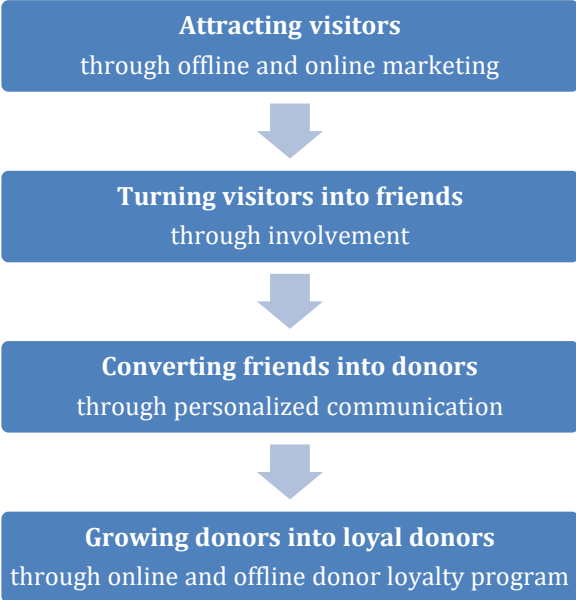 Attracting visitors
through offline and online marketing
Turning visitors into friends
through involvement
Converting friends into donors
through personalized communication
Growing donors into loyal donors
through online and offline donor loyalty program